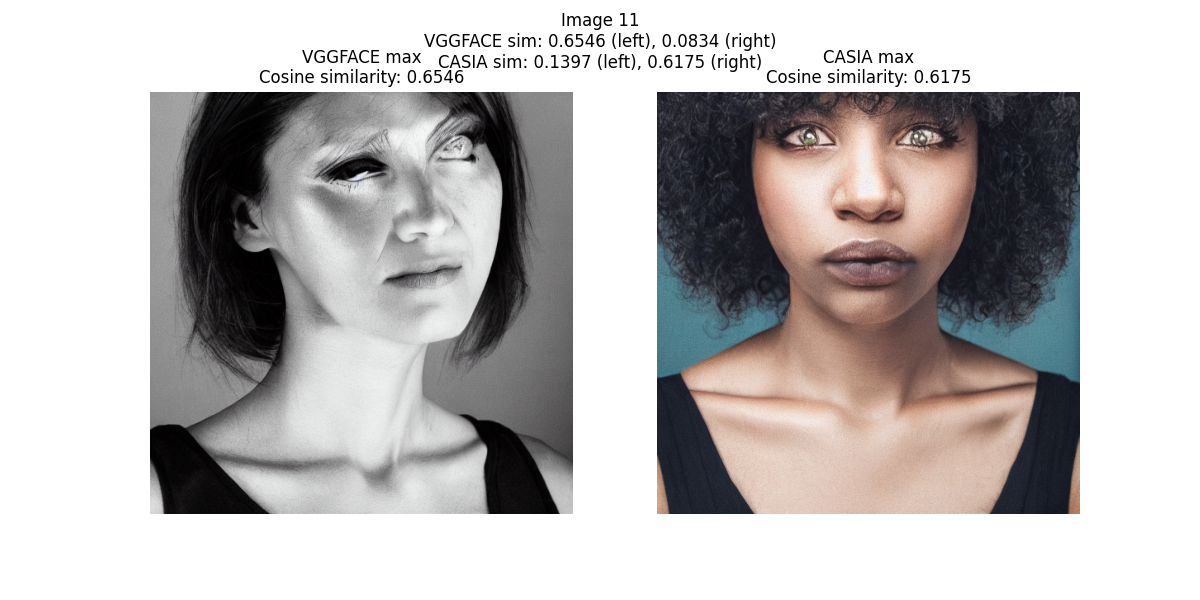 Image 11
VGGFACE sim: 0.6546 (left), 0.0834 (right)
CASIA sim: 0.1397 (left), 0.6175 (right)
VGGFACE max
Cosine similarity: 0.6546
CASIA max
Cosine similarity: 0.6175